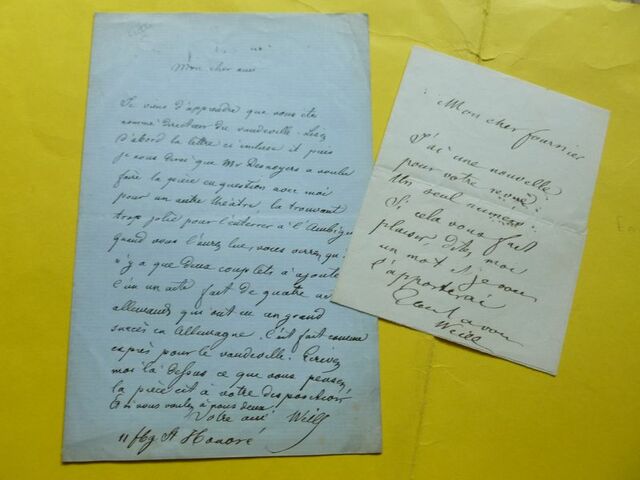 Mon cher ami
Je viens d'apprendre que vous êtes
nommé directeur du vaudeville. Lisez
d'abord la lettre ci incluse et puis
je vous dirai que Mr Desnoyers a voulu
faire la pièce en question avec moi
pour un autre théâtre, la trouvant
trop jolie pour l'enterrer à l'Ambigu
quand vous l'aurez lue, vous verrez qu'
n'y a que deux couplets à ajouter
C'est un acte fait de quatre
allemands qui ont eu un grand
succès en Allemagne. C'est fait comme
exprès pour le vaudeville. Ecrivez
moi là dessus ce que vous pensez,
la pièce est à votre disposition
si vous voulez à nous deux.
Votre ami Weill
11 fbg St Honoré
Mon cher fournier
J'ai une nouvelle
pour votre
Un seul numéro.
Si cela vous fait
plaisir, dites moi
un mot et je vous
l'apporterai
Tout a vous
Weill